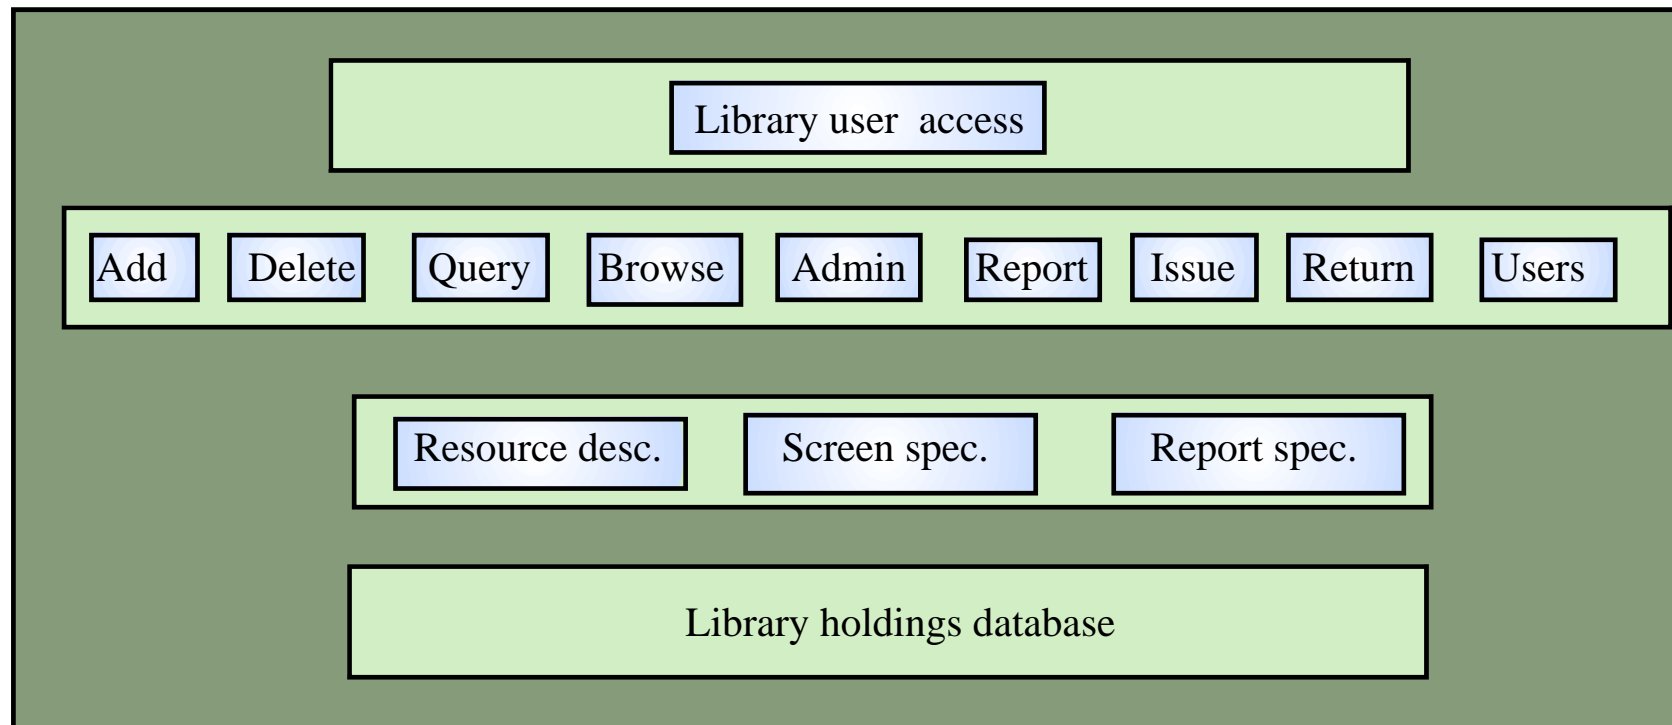 Library user access
Add Delete Query Browse Admin Report Issue Return Users
Resource desc. Screen spec. Report spec.
Library holdings database